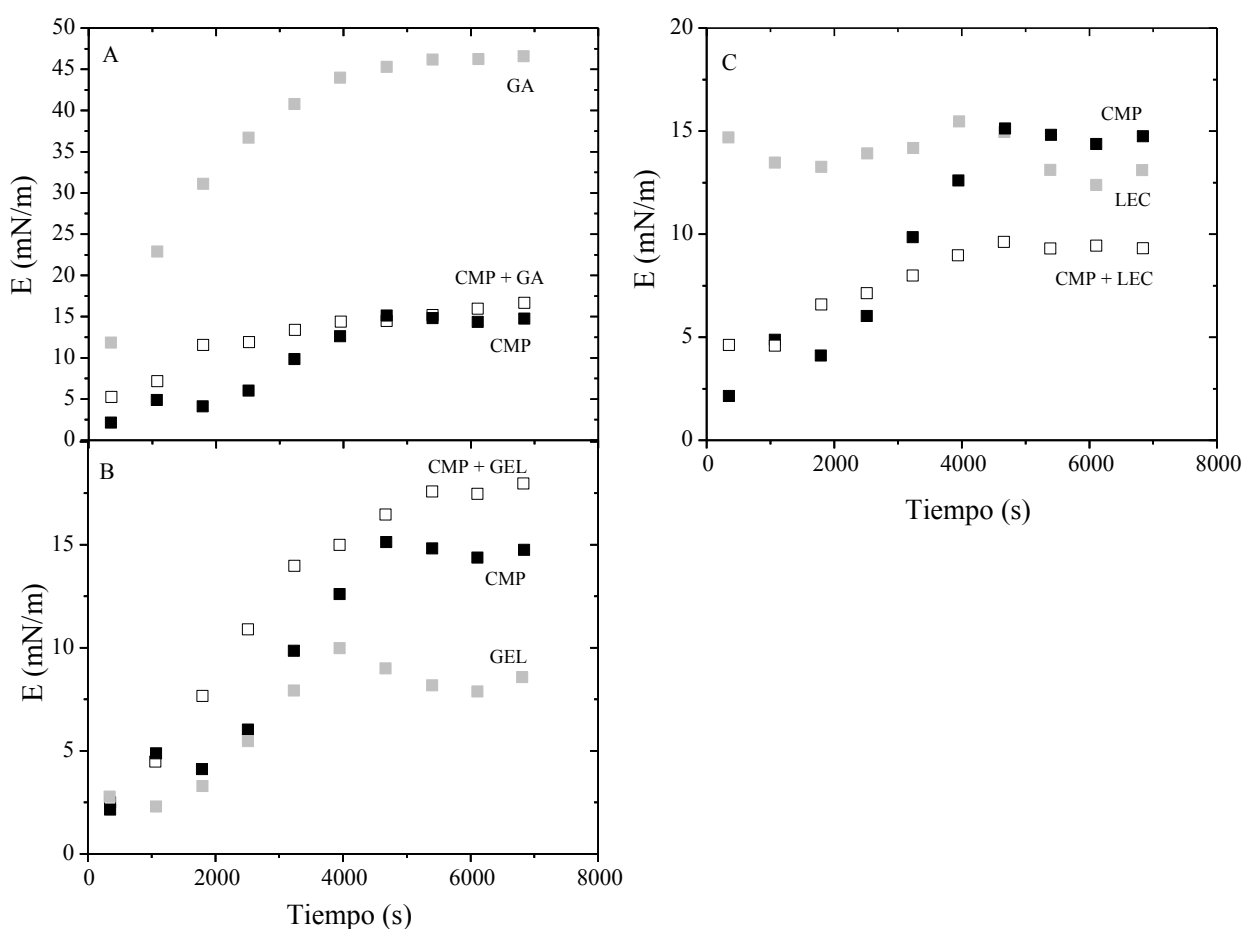 50
45
40
35
30
25
20
15
10
5
0
E (mN/m)
A
GA
CMP + GA
CMP
15
10
5
0
E (mN/m)
B
CMP + GEL
CMP
GEL
0 2000 4000 6000 8000
Tiempo (s)
20
15
10
5
0
E (mN/m)
C
CMP
LEC
CMP + LEC
0 2000 4000 6000 8000
Tiempo (s)